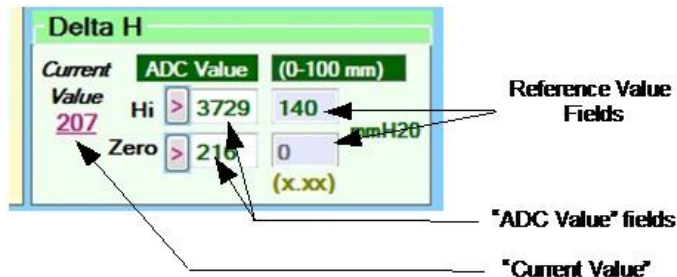 Delta H
Current ADC Value (0-100 mm)
Value Hi > 3729 140
207 mmH20
Zero > 216 0
(x.xx)
Reference Value
Fields
"ADC Value" fields
"Current Value"